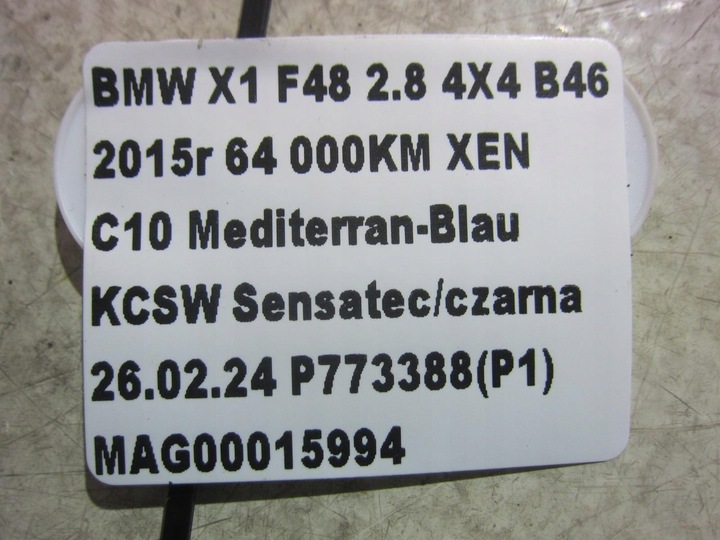 BMW X1 F48 2.8 4X4 B46
2015r 64 000KM XEN
C10 Mediterran-Blau
KCSW Sensatec/czarna
26.02.24 P773388(P1)
MAG00015994